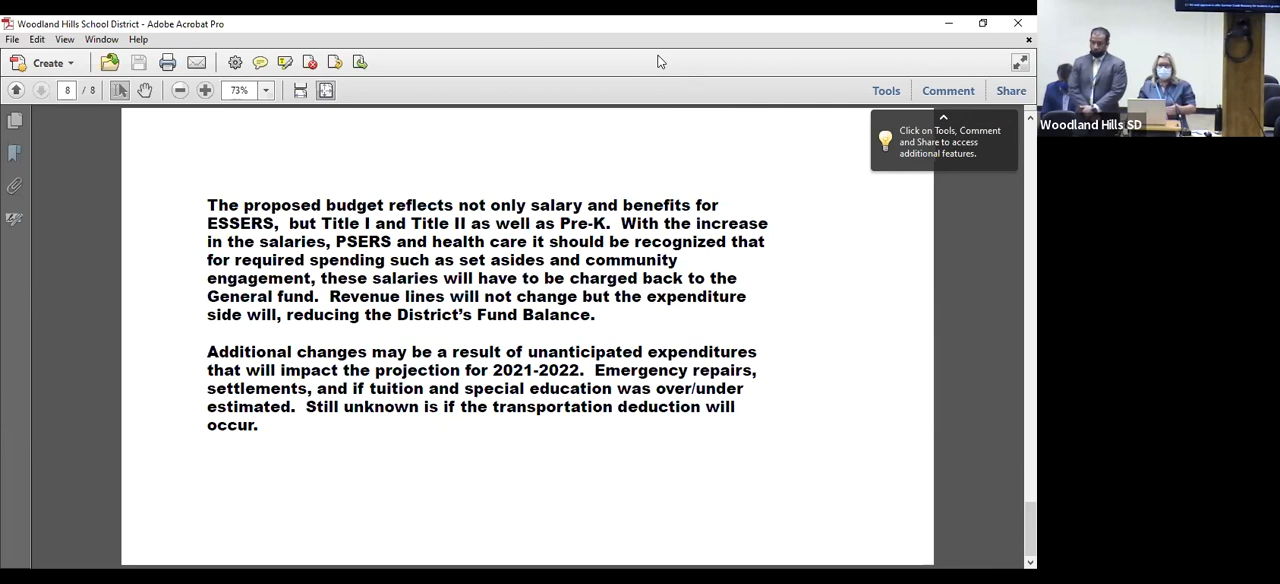 Woodland Hills School District - Adobe Acrobat Pro
File Edit View Window Help
Create
8 / 8
73%
Tools Comment Share
Click on Tools, Comment
and Share to access
additional features.
Woodland Hills SD
The proposed budget reflects not only salary and benefits for
ESSERS, but Title I and Title II as well as Pre-K. With the increase
in the salaries, PSERS and health care it should be recognized that
for required spending such as set asides and community
engagement, these salaries will have to be charged back to the
General fund. Revenue lines will not change but the expenditure
side will, reducing the District's Fund Balance.
Additional changes may be a result of unanticipated expenditures
that will impact the projection for 2021-2022. Emergency repairs,
settlements, and if tuition and special education was over/under
estimated. Still unknown is if the transportation deduction will
occur.